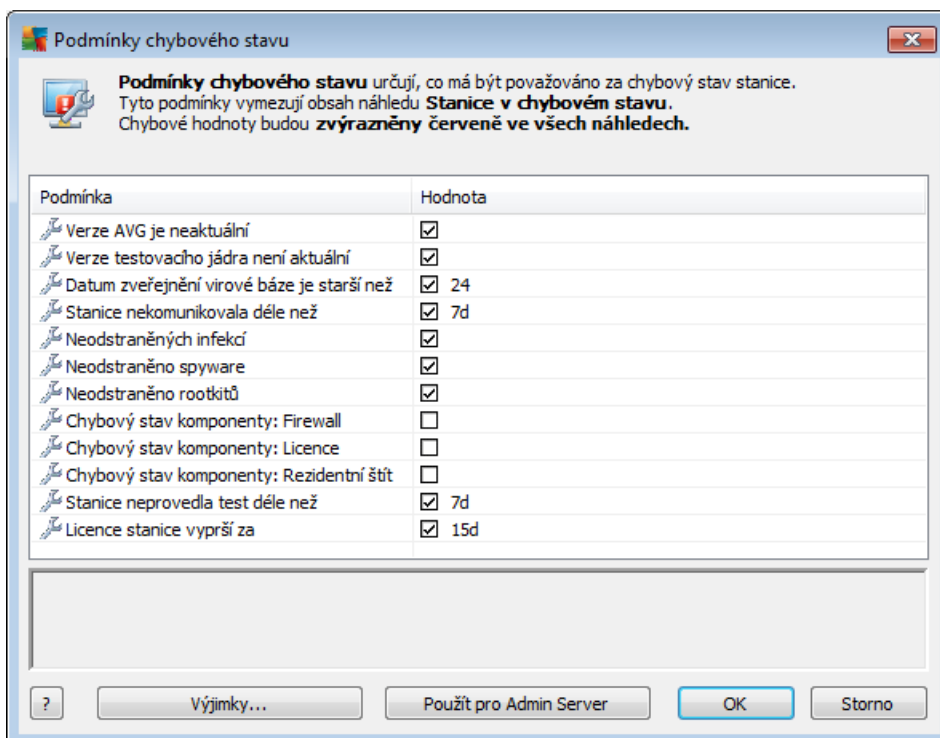 Podmínky chybového stavu
Podmínky chybového stavu určují, co má být považováno za chybový stav stanice.
Tyto podmínky vymezují obsah náhledu Stanice v chybovém stavu.
Chybové hodnoty budou zvýrazněny červeně ve všech náhledech.
Podmínka Hodnota
Verze AVG je neaktuální
Verze testovacího jádra není aktuální
Datum zveřejnění virové báze je starší než 24
Stanice nekomunikovala déle než 7d
Neodstraněných infekcí
Neodstraněno spyware
Neodstraněno rootkitů
Chybový stav komponenty: Firewall
Chybový stav komponenty: Licence
Chybový stav komponenty: Rezidentní štít
Stanice neprovedla test déle než 7d
Licence stanice vyprší za 15d
? Výjimky... Použít pro Admin Server OK Storno